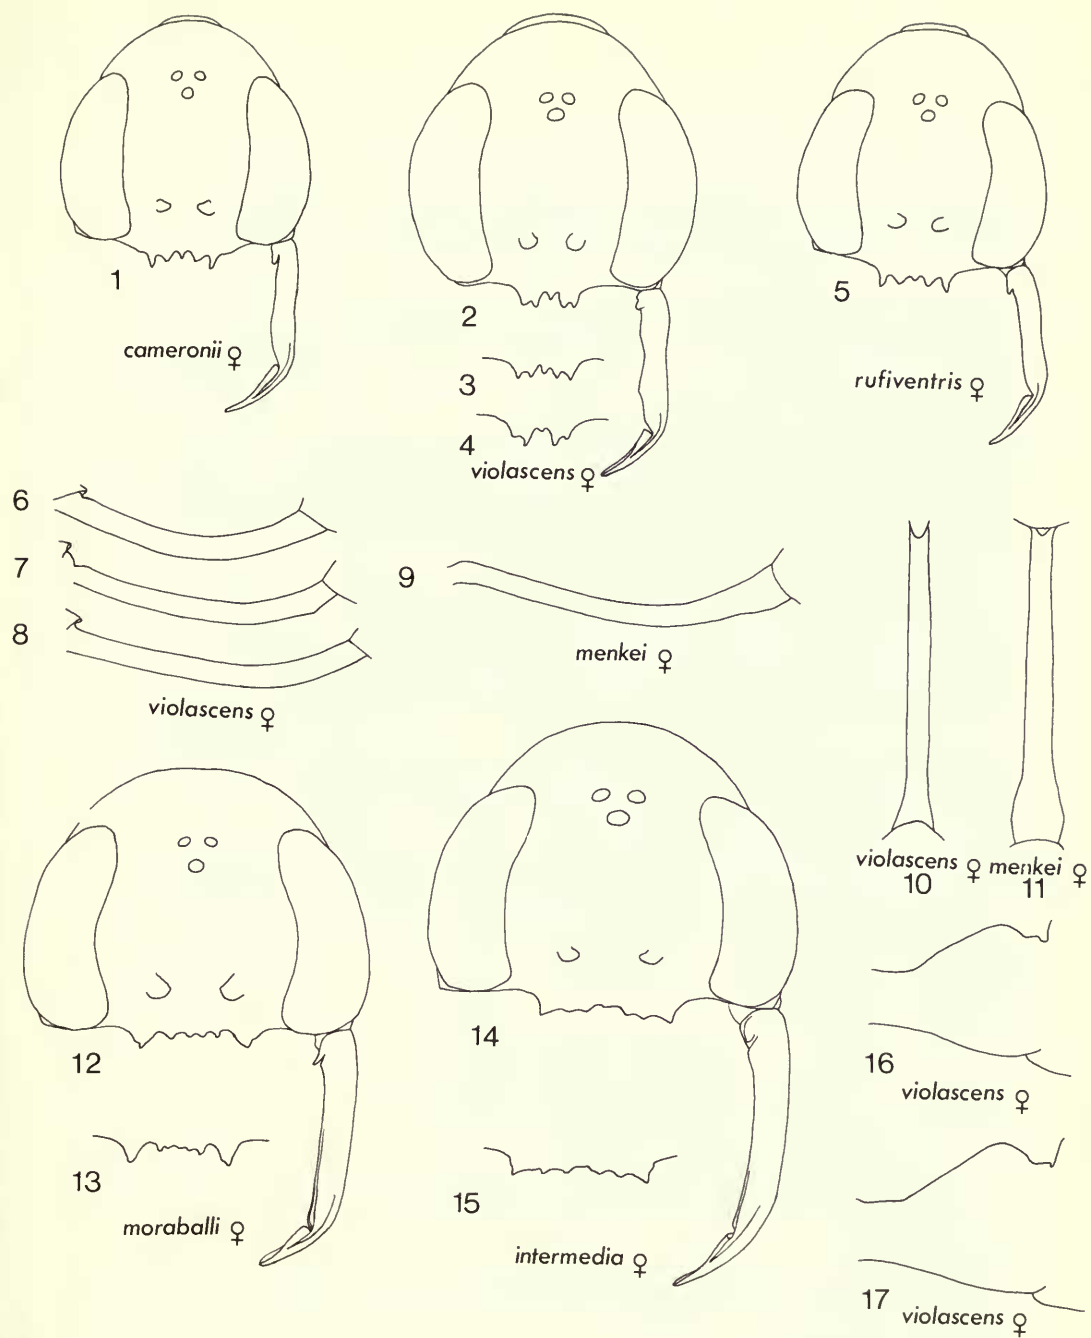 1
cameronii ♀
2
3
4
violascens ♀
5
rufiventris ♀
6
7
8
violascens ♀
9
menkei ♀
violascens ♀
10
menkei ♀
11
12
13
moraballi ♀
14
15
intermedia ♀
16
violascens ♀
17
violascens ♀